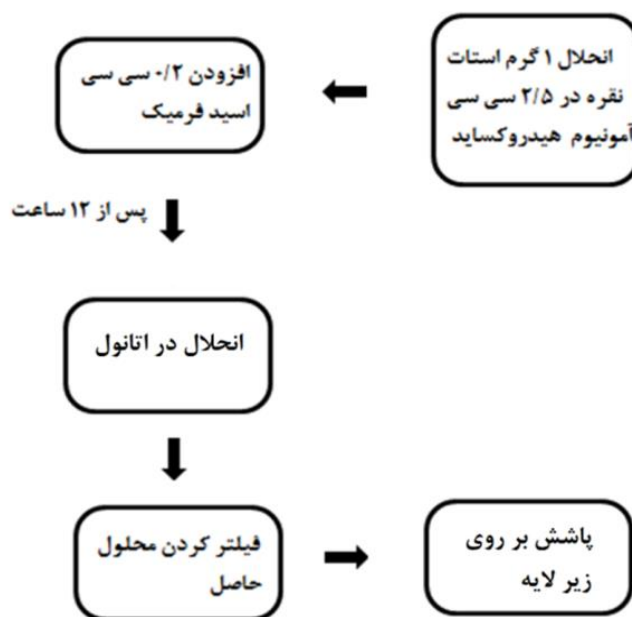 انحلال ۱ گرم استات
نقره در ۲/۵ سی سی
آمونیوم هیدروکساید
افزودن ۰/۲ سی سی
اسید فرمیک
پس از ۱۲ ساعت
انحلال در اتانول
فیلتر کردن محلول
حاصل
پاشش بر روی
زیر لایه